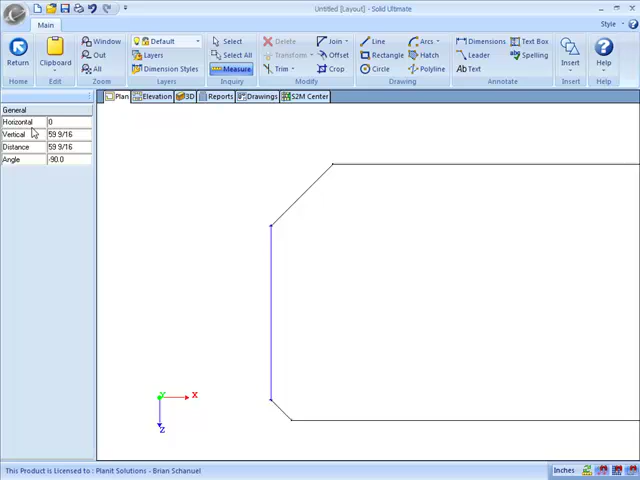 Untitled [Layout] - Solid Ultimate
Main
Style
Return
Clipboard
Edit
Window
Out
All
Zoom
Default
Layers
Dimension Styles
Layers
Select
Select All
Measure
Inquiry
Delete
Transform
Trim
Join
Offset
Crop
Modify
Line
Rectangle
Circle
Arcs
Hatch
Polyline
Drawing
Dimensions
Leader
Text
Text Box
Spelling
Annotate
Insert
Insert
Help
Help
Plan
Elevation
3D
Reports
Drawings
S2M Center
General
Horizontal 0
Vertical 59 9/16
Distance 59 9/16
Angle -90.0
Y
X
Z
This Product is Licensed to : Planit Solutions - Brian Schanuel
Inches